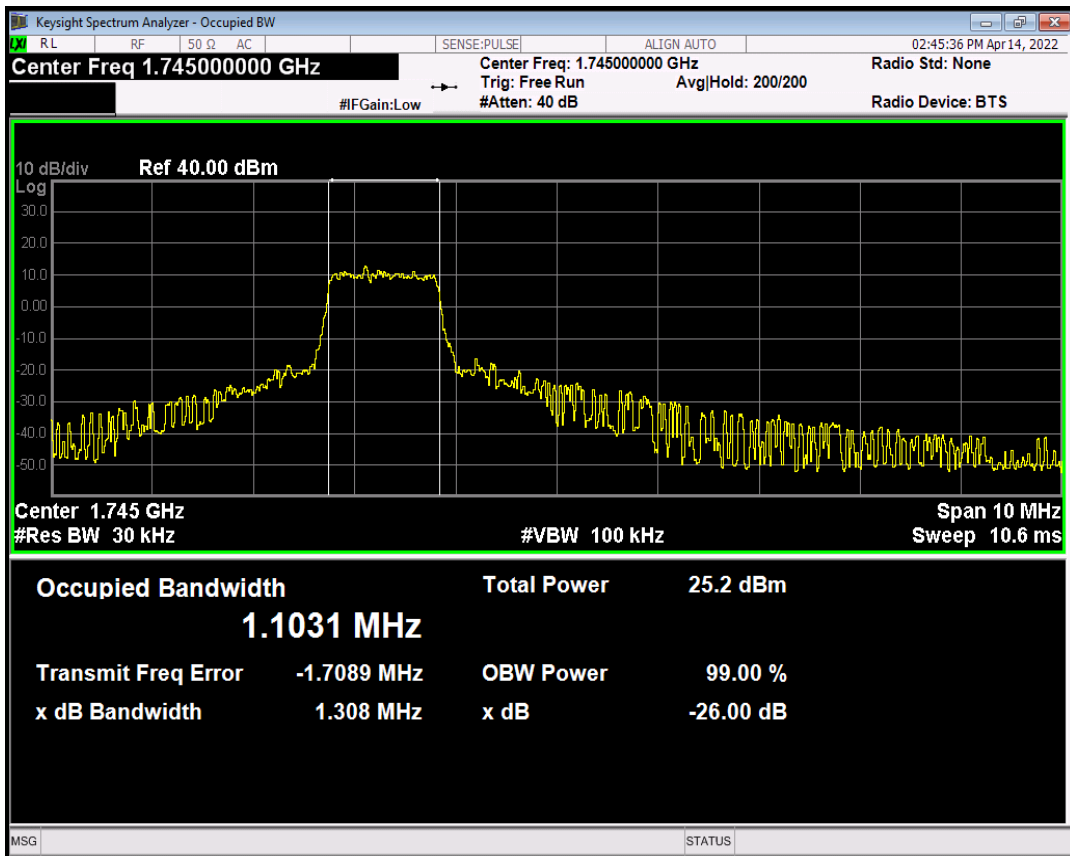 Keysight Spectrum Analyzer - Occupied BW
LXI RL RF 50 Ω AC SENSE:PULSE ALIGN AUTO 02:45:36 PM Apr 14, 2022
Center Freq 1.745000000 GHz Center Freq: 1.745000000 GHz Radio Std: None
Trig: Free Run Avg|Hold: 200/200
#IFGain:Low #Atten: 40 dB Radio Device: BTS
10 dB/div Ref 40.00 dBm
Log
30.0
20.0
10.0
0.00
-10.0
-20.0
-30.0
-40.0
-50.0
Center 1.745 GHz Span 10 MHz
#Res BW 30 kHz #VBW 100 kHz Sweep 10.6 ms
Occupied Bandwidth Total Power 25.2 dBm
1.1031 MHz
Transmit Freq Error -1.7089 MHz OBW Power 99.00 %
x dB Bandwidth 1.308 MHz x dB -26.00 dB
MSG STATUS